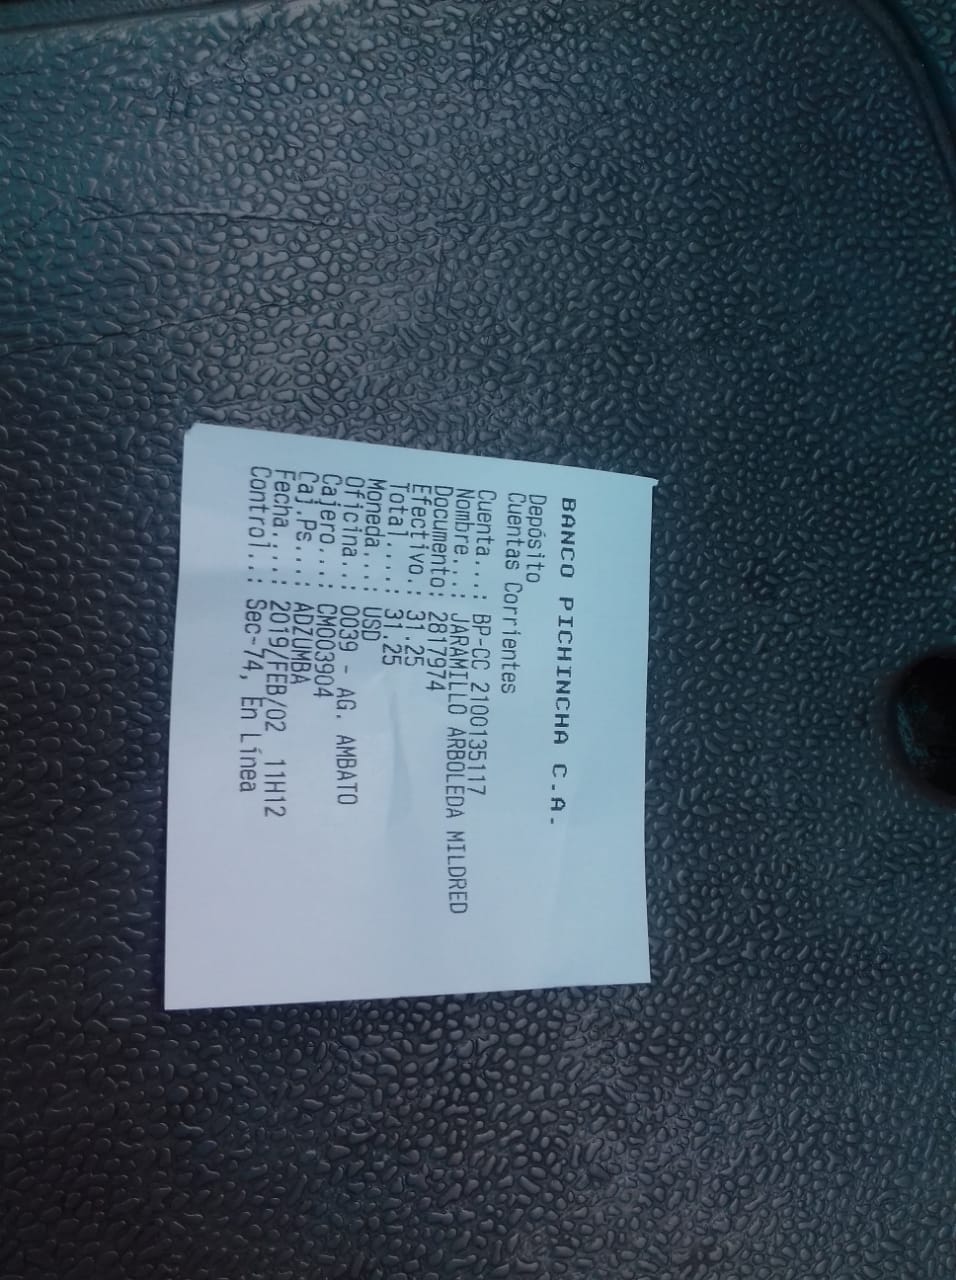 BANCO PICHINCHA C.A.
Depósito
Cuentas Corrientes
Cuenta....: BP-CC 2100135117
Nombre...: JARAMILLO ARBOLEDA MILDRED
Documento: 2817974
Efectivo.: 31.25
Total....: 31.25
Moneda...: USD
Oficina..: 0039 - AG. AMBATO
Cajero...: CM003904
Caj.Ps...: ADZUMBA
Fecha....: 2019/FEB/02 11H12
Control..: Sec-74, En Línea